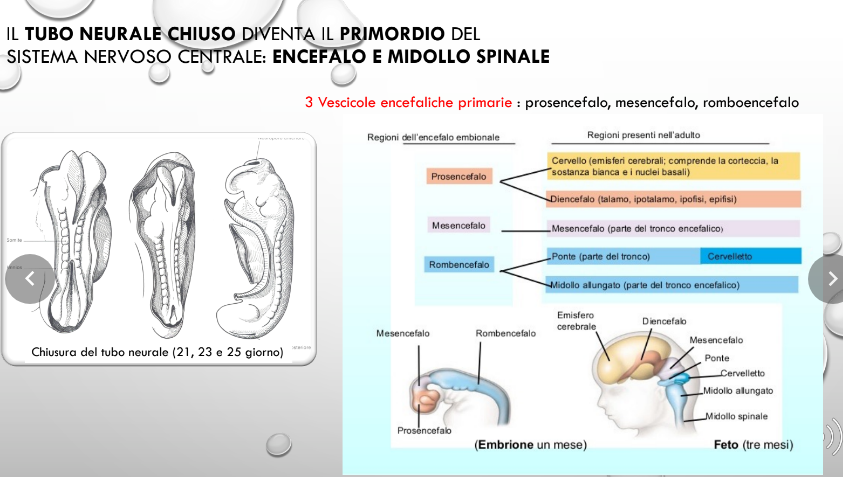 IL TUBO NEURALE CHIUSO DIVENTA IL PRIMORDIO DEL
SISTEMA NERVOSO CENTRALE: ENCEFALO E MIDOLLO SPINALE
3 Vescicole encefaliche primarie : prosencefalo, mesencefalo, romboencefalo
Somite
Chiusura del tubo neurale (21, 23 e 25 giorno)
Regioni dell'encefalo embionale
Regioni presenti nell'adulto
Prosencefalo
Cervello (emisferi cerebrali; comprende la corteccia, la
sostanza bianca e i nuclei basali)
Diencefalo (talamo, ipotalamo, ipofisi, epifisi)
Mesencefalo
Mesencefalo (parte del tronco encefalico)
Rombencefalo
Ponte (parte del tronco)
Cervelletto
Midollo allungato (parte del tronco encefalico)
Mesencefalo
Rombencefalo
Prosencefalo
(Embrione un mese)
Emisfero
cerebrale
Diencefalo
Mesencefalo
Ponte
Cervelletto
Midollo allungato
Midollo spinale
Feto (tre mesi)